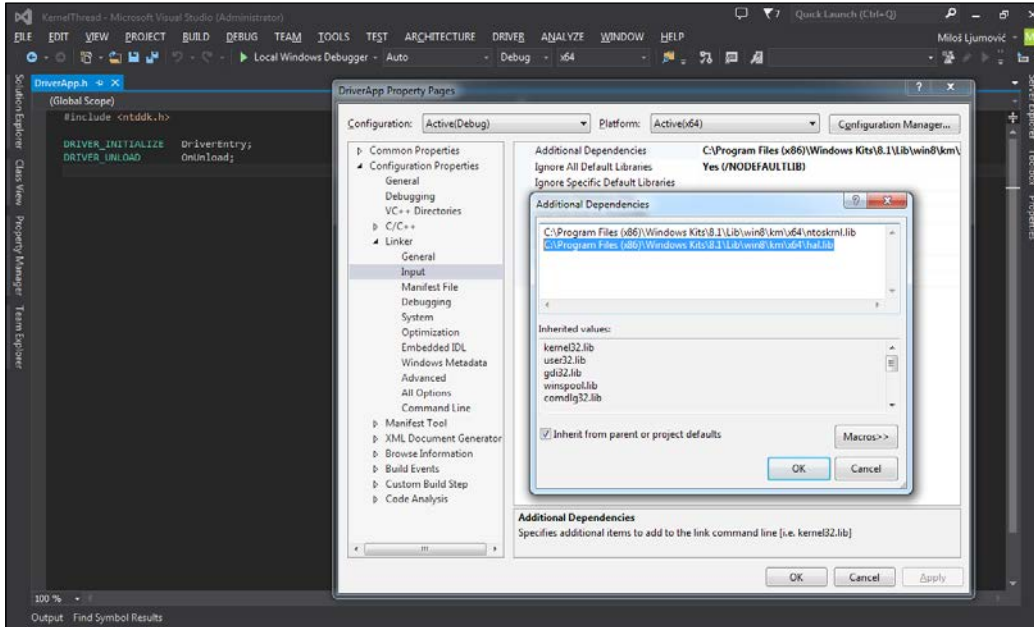 KernelThread - Microsoft Visual Studio (Administrator)
7
Quick Launch (Ctrl+Q)
FILE EDIT VIEW PROJECT BUILD DEBUG TEAM TOOLS TEST ARCHITECTURE DRIVER ANALYZE WINDOW HELP
Miloš Ljumović
Local Windows Debugger Auto Debug x64
DriverApp.h
(Global Scope)
#include <ntddk.h>
DRIVER_INITIALIZE DriverEntry;
DRIVER_UNLOAD OnUnload;
Solution Explorer
Class View
Property Manager
Team Explorer
DriverApp Property Pages
Configuration: Active(Debug) Platform: Active(x64) Configuration Manager...
Common Properties
Configuration Properties
General
Debugging
VC++ Directories
C/C++
Linker
General
Input
Manifest File
Debugging
System
Optimization
Embedded IDL
Windows Metadata
Advanced
All Options
Command Line
Manifest Tool
XML Document Generator
Browse Information
Build Events
Custom Build Step
Code Analysis
Additional Dependencies C:\Program Files (x86)\Windows Kits\8.1\Lib\win8\km\
Ignore All Default Libraries Yes (/NODEFAULTLIB)
Ignore Specific Default Libraries
Additional Dependencies
C:\Program Files (x86)\Windows Kits\8.1\Lib\win8\km\x64\ntoskrnl.lib
C:\Program Files (x86)\Windows Kits\8.1\Lib\win8\km\x64\hal.lib
Inherited values:
kernel32.lib
user32.lib
gdi32.lib
winspool.lib
comdlg32.lib
Inherit from parent or project defaults
Macros>>
OK Cancel
Additional Dependencies
Specifies additional items to add to the link command line [i.e. kernel32.lib]
OK Cancel Apply
Server Explorer
Toolbox
Properties
100 %
Output Find Symbol Results